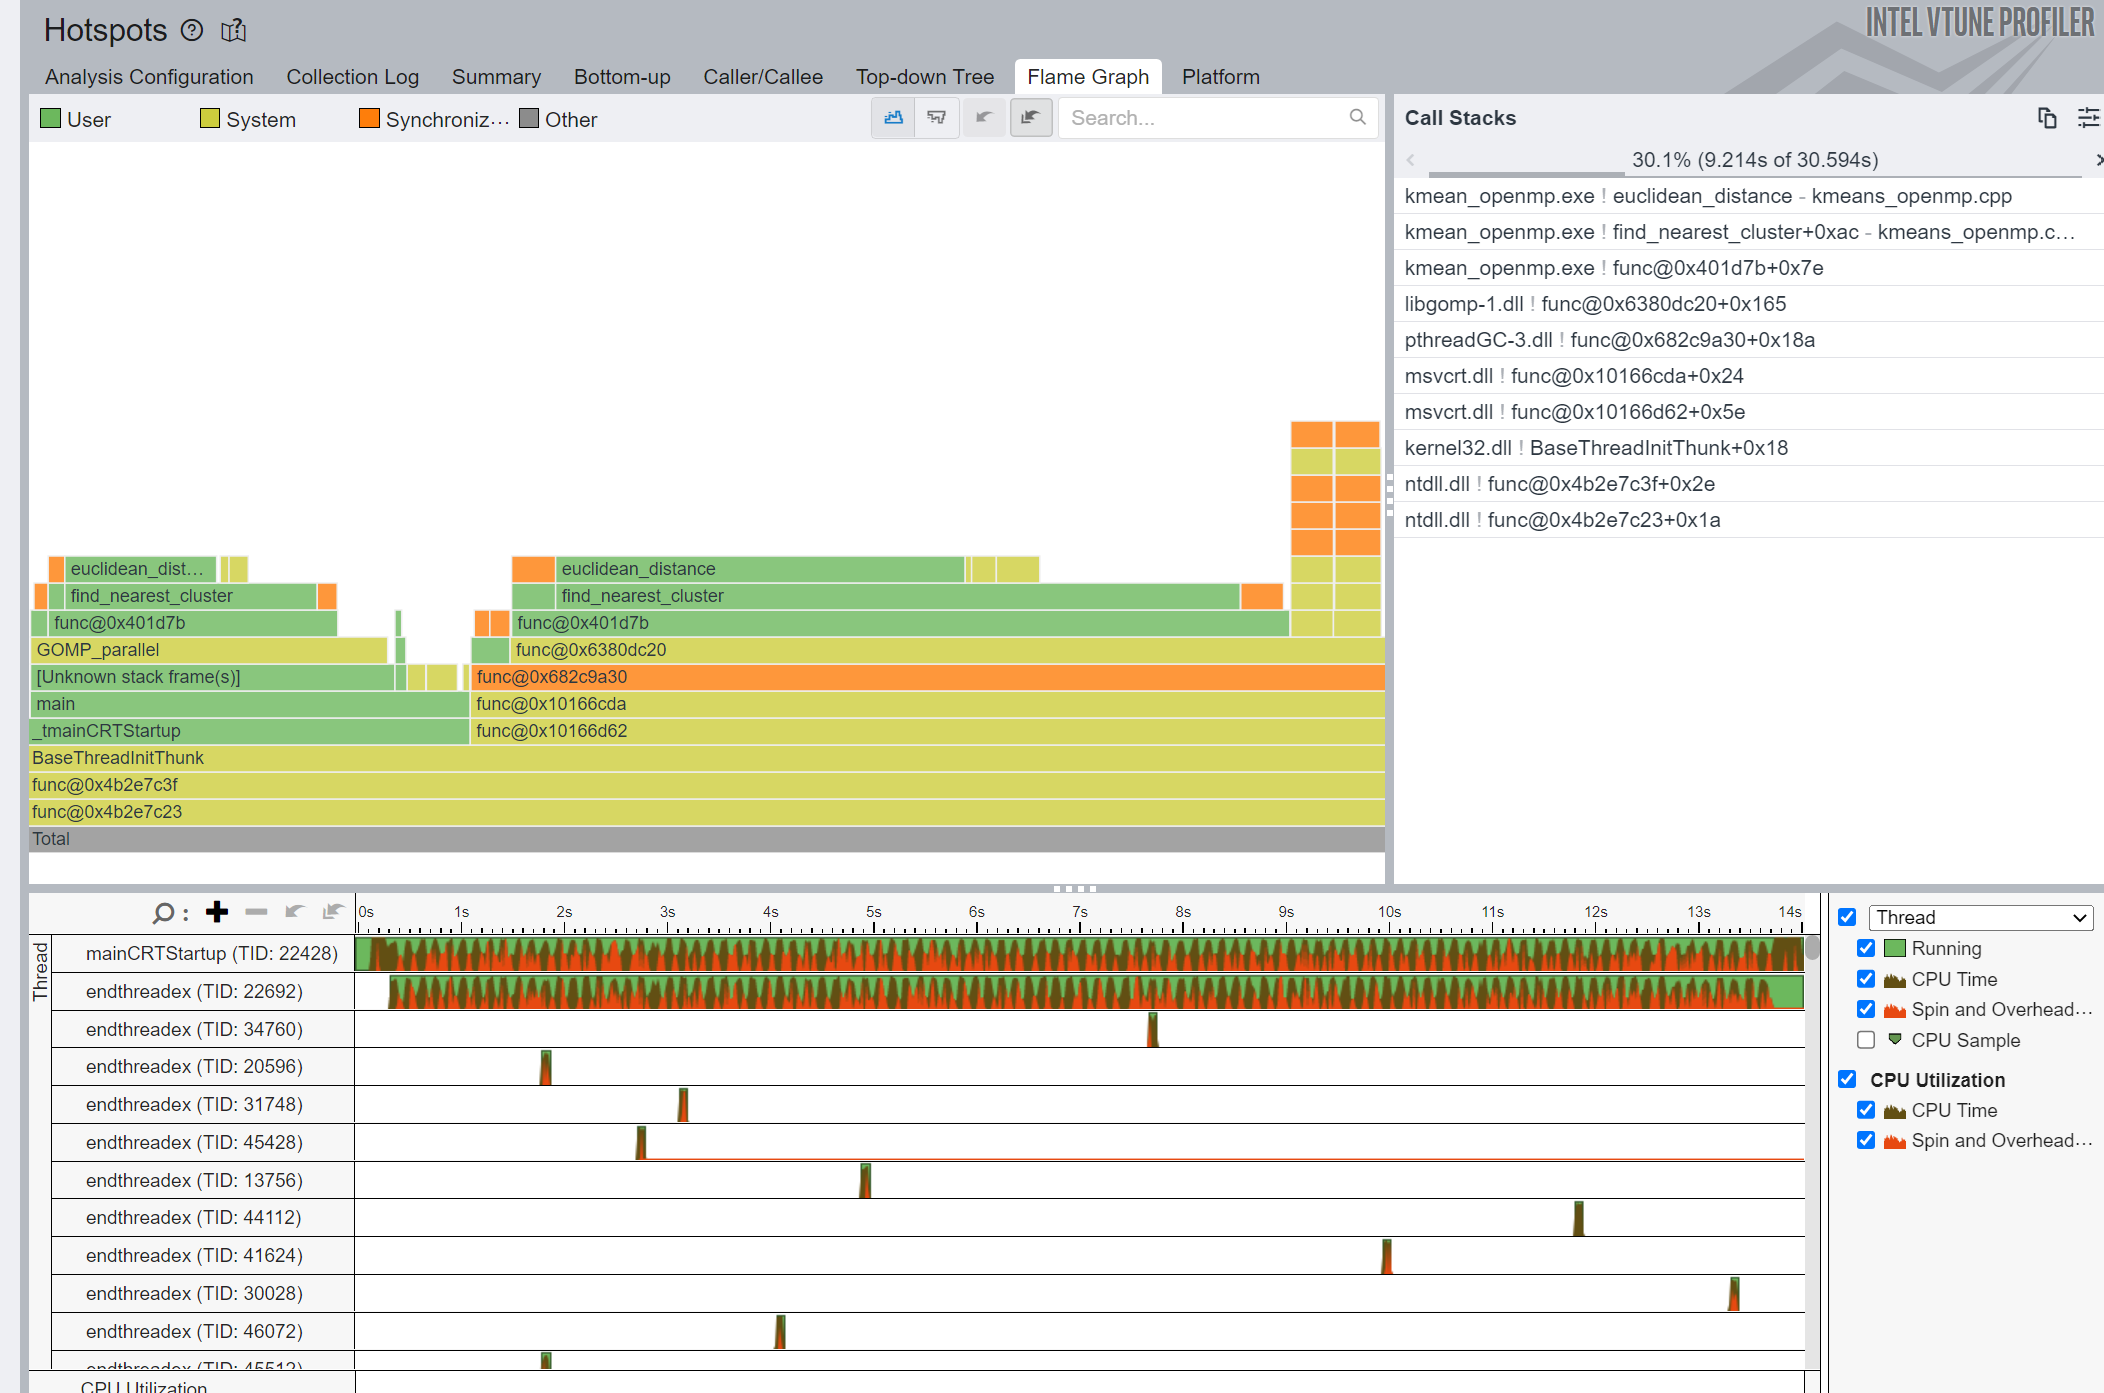 Hotspots
INTEL VTUNE PROFILER
Analysis Configuration Collection Log Summary Bottom-up Caller/Callee Top-down Tree Flame Graph Platform
User System Synchroniz... Other Search...
Call Stacks
30.1% (9.214s of 30.594s)
kmean_openmp.exe ! euclidean_distance - kmeans_openmp.cpp
kmean_openmp.exe ! find_nearest_cluster+0xac - kmeans_openmp.c...
kmean_openmp.exe ! func@0x401d7b+0x7e
libgomp-1.dll ! func@0x6380dc20+0x165
pthreadGC-3.dll ! func@0x682c9a30+0x18a
msvcrt.dll ! func@0x10166cda+0x24
msvcrt.dll ! func@0x10166d62+0x5e
kernel32.dll ! BaseThreadInitThunk+0x18
ntdll.dll ! func@0x4b2e7c3f+0x2e
ntdll.dll ! func@0x4b2e7c23+0x1a
euclidean_dist... euclidean_distance
find_nearest_cluster find_nearest_cluster
func@0x401d7b func@0x401d7b
GOMP_parallel func@0x6380dc20
[Unknown stack frame(s)] func@0x682c9a30
main func@0x10166cda
_tmainCRTStartup func@0x10166d62
BaseThreadInitThunk
func@0x4b2e7c3f
func@0x4b2e7c23
Total
0s 1s 2s 3s 4s 5s 6s 7s 8s 9s 10s 11s 12s 13s 14s
Thread
mainCRTStartup (TID: 22428)
endthreadex (TID: 22692)
endthreadex (TID: 34760)
endthreadex (TID: 20596)
endthreadex (TID: 31748)
endthreadex (TID: 45428)
endthreadex (TID: 13756)
endthreadex (TID: 44112)
endthreadex (TID: 41624)
endthreadex (TID: 30028)
endthreadex (TID: 46072)
endthreadex (TID: 45512)
CPU Utilization
Thread
Running
CPU Time
Spin and Overhead...
CPU Sample
CPU Utilization
CPU Time
Spin and Overhead...